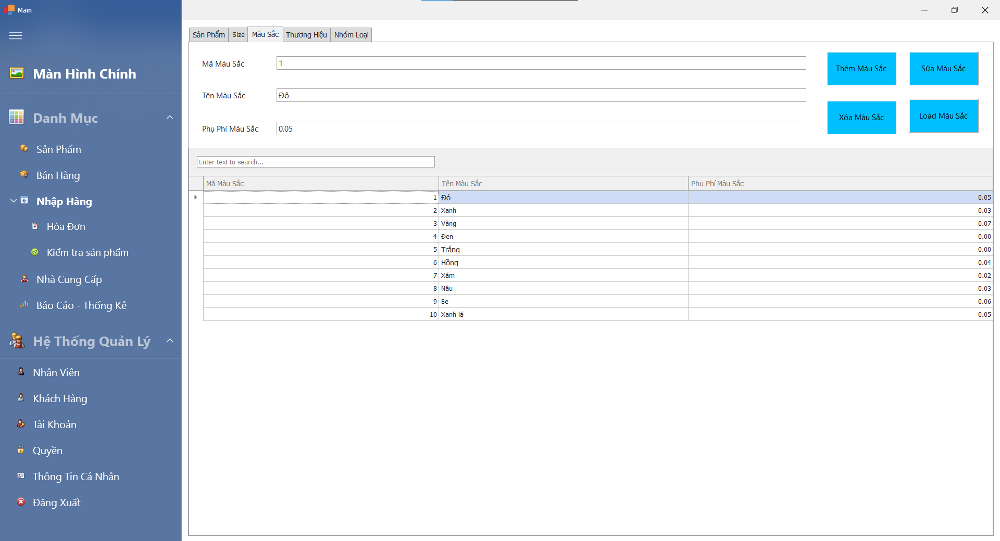 Main
Màn Hình Chính
Danh Mục
Sản Phẩm
Bán Hàng
Nhập Hàng
Hóa Đơn
Kiểm tra sản phẩm
Nhà Cung Cấp
Báo Cáo - Thống Kê
Hệ Thống Quản Lý
Nhân Viên
Khách Hàng
Tài Khoản
Quyền
Thông Tin Cá Nhân
Đăng Xuất
Sản Phẩm Size Màu Sắc Thương Hiệu Nhóm Loại
Mã Màu Sắc 1
Tên Màu Sắc Đỏ
Phụ Phí Màu Sắc 0.05
Thêm Màu Sắc Sửa Màu Sắc
Xóa Màu Sắc Load Màu Sắc
Enter text to search...
Mã Màu Sắc Tên Màu Sắc Phụ Phí Màu Sắc
1 Đỏ 0.05
2 Xanh 0.03
3 Vàng 0.07
4 Đen 0.00
5 Trắng 0.00
6 Hồng 0.04
7 Xám 0.02
8 Nâu 0.03
9 Be 0.06
10 Xanh lá 0.05